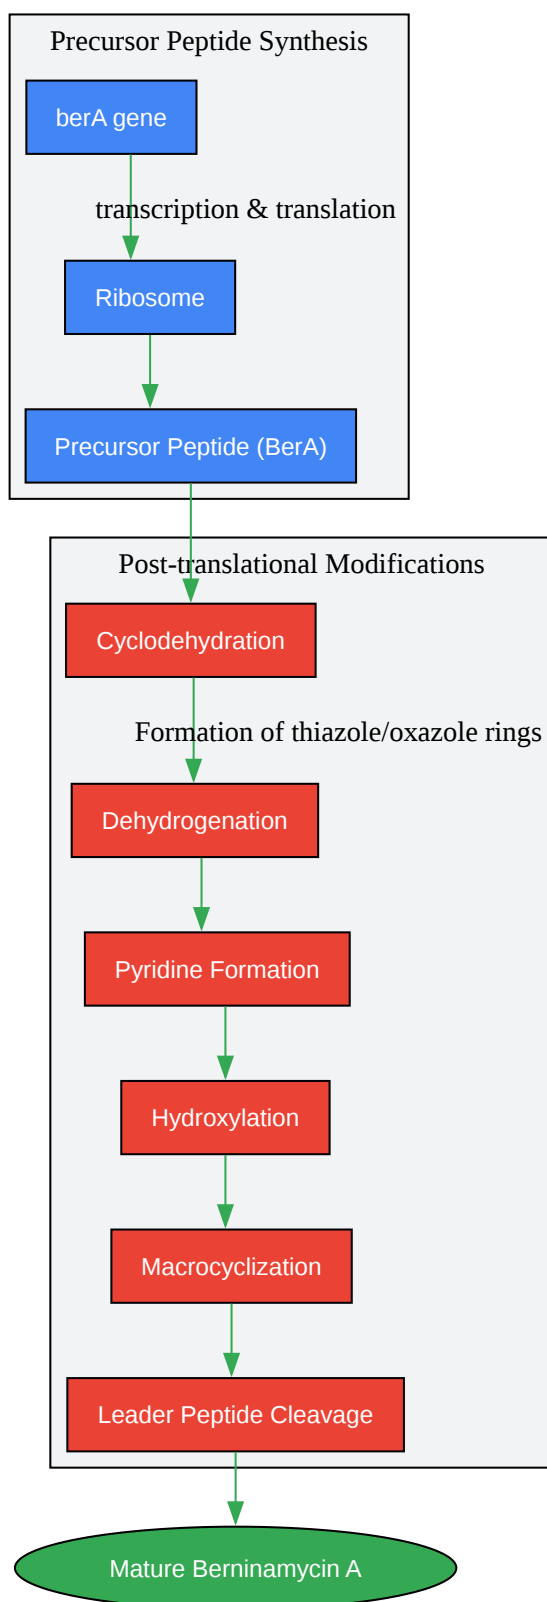 Precursor Peptide Synthesis
berA gene
transcription & translation
Ribosome
Precursor Peptide (BerA)
Post-translational Modifications
Cyclodehydration
Formation of thiazole/oxazole rings
Dehydrogenation
Pyridine Formation
Hydroxylation
Macrocyclization
Leader Peptide Cleavage
Mature Berninamycin A